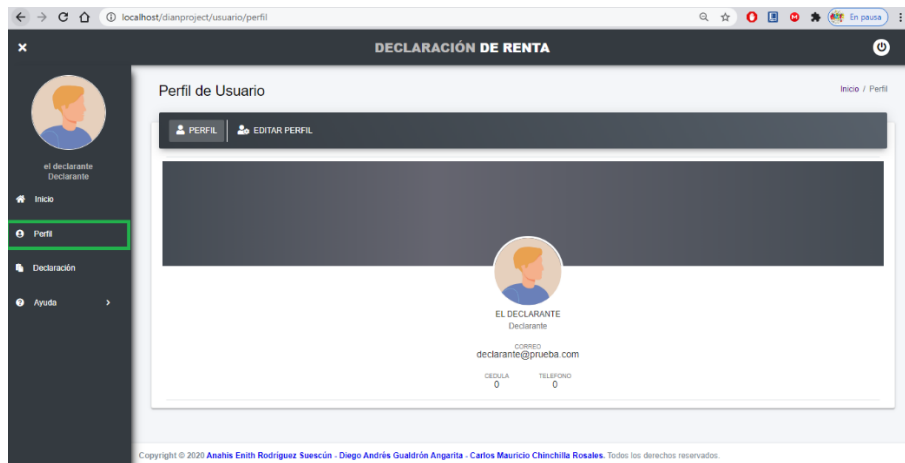 localhost/dianproject/usuario/perfil
En pausa
DECLARACIÓN DE RENTA
Perfil de Usuario
Inicio / Perfil
PERFIL
EDITAR PERFIL
el declarante
Declarante
Inicio
Perfil
Declaración
Ayuda
EL DECLARANTE
Declarante
CORREO
declarante@prueba.com
CEDULA TELEFONO
0 0
Copyright © 2020 Anahis Enith Rodríguez Suescún - Diego Andrés Gualdrón Angarita - Carlos Mauricio Chinchilla Rosales. Todos los derechos reservados.